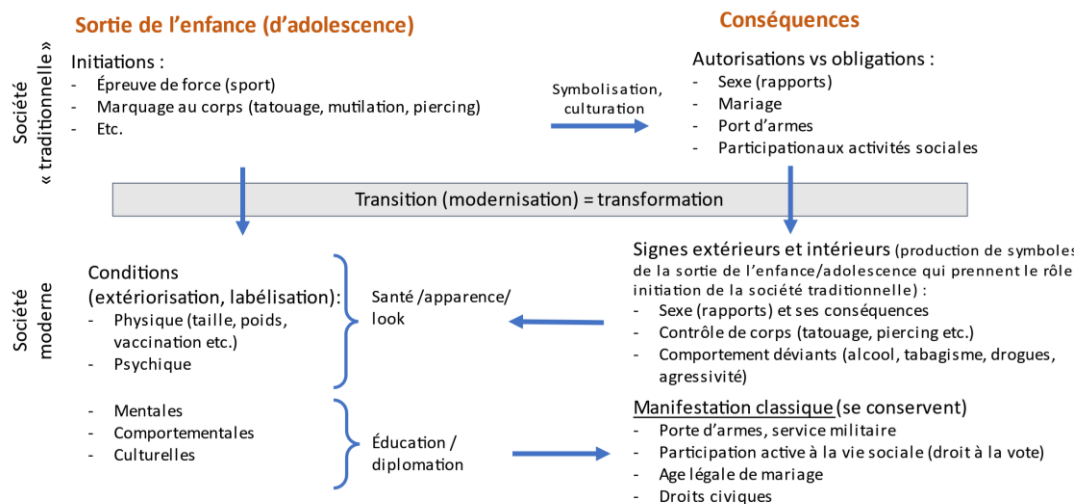 Sortie de l’enfance (d’adolescence)
Conséquences
Société
« traditionnelle »
Initiations :
- Épreuve de force (sport)
- Marquage au corps (tatouage, mutilation, piercing)
- Etc.
Symbolisation,
culturation
Autorisations vs obligations :
- Sexe (rapports)
- Mariage
- Port d’armes
- Participationaux activités sociales
Transition (modernisation) = transformation
Société
moderne
Conditions
(extériorisation, labélisation):
- Physique (taille, poids,
vaccination etc.)
- Psychique
- Mentales
- Comportementales
- Culturelles
Santé /apparence/
look
Éducation /
diplomation
Signes extérieurs et intérieurs (production de symboles
de la sortie de l’enfance/adolescence qui prennent le rôle
initiation de la société traditionnelle) :
- Sexe (rapports) et ses conséquences
- Contrôle de corps (tatouage, piercing etc.)
- Comportement déviants (alcool, tabagisme, drogues,
agressivité)
Manifestation classique (se conservent)
- Porte d’armes, service militaire
- Participation active à la vie sociale (droit à la vote)
- Age légale de mariage
- Droits civiques